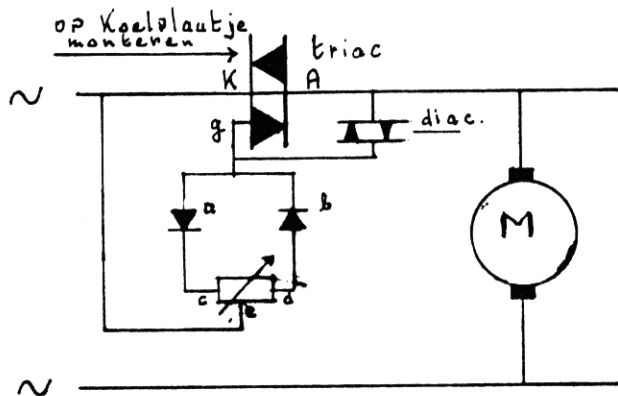 op Koelplaatje
monteren
triac
K A
~
g
diac.
a b
M
c d
e
~